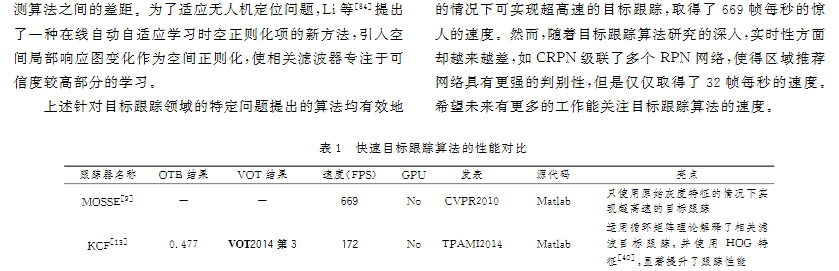 测算法之间的差距。为了适应无人机定位问题,Li 等[84]提出
了一种在线自动自适应学习时空正则化项的新方法,引入空
间局部响应图变化作为空间正则化,使相关滤波器专注于可
信度较高部分的学习。
上述针对目标跟踪领域的特定问题提出的算法均有效地
的情况下可实现超高速的目标跟踪,取得了 669 帧每秒的惊
人的速度。然而,随着目标跟踪算法研究的深入,实时性方面
却越来越差,如 CRPN 级联了多个 RPN 网络,使得区域推荐
网络具有更强的判别性,但是仅仅取得了 32 帧每秒的速度。
希望未来有更多的工作能关注目标跟踪算法的速度。
表 1 快速目标跟踪算法的性能对比
跟踪器名称 OTB 结果 VOT 结果 速度(FPS) GPU 发表 源代码 亮点
MOSSE[9] — — 669 No CVPR2010 Matlab 只使用原始灰度特征的情况下实
现超高速的目标跟踪
KCF[13] 0.477 VOT2014 第 3 172 No TPAMI2014 Matlab 运用循环矩阵理论解释了相关滤
波目标跟踪,并使用 HOG 特
征[40],显著提升了跟踪性能